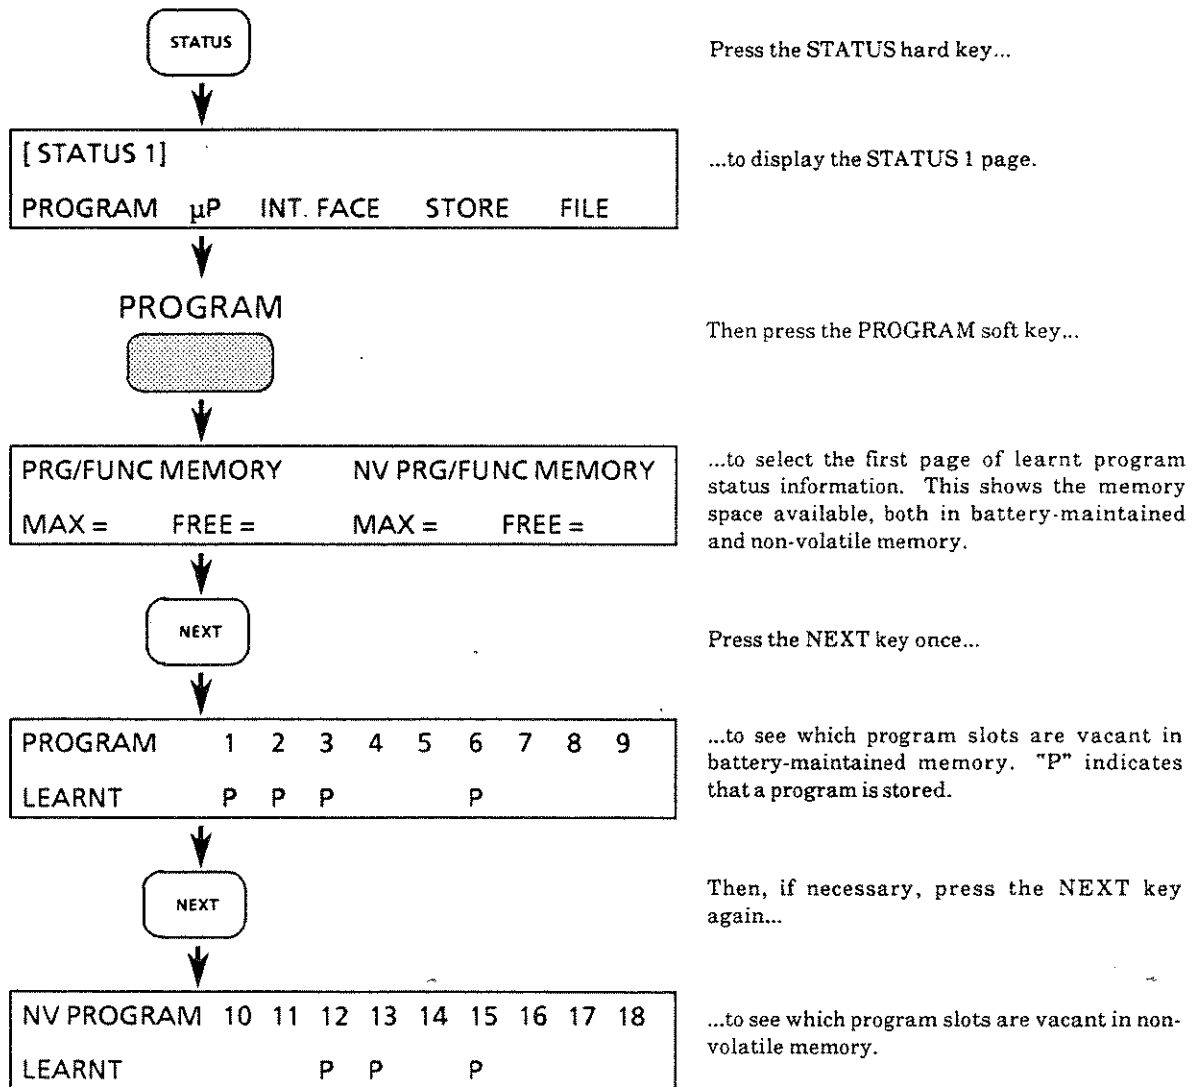 STATUS
Press the STATUS hard key...
[ STATUS 1]
PROGRAM μP INT. FACE STORE FILE
...to display the STATUS 1 page.
PROGRAM
Then press the PROGRAM soft key...
PRG/FUNC MEMORY NV PRG/FUNC MEMORY
MAX = FREE = MAX = FREE =
...to select the first page of learnt program
status information. This shows the memory
space available, both in battery-maintained
and non-volatile memory.
NEXT
Press the NEXT key once...
PROGRAM 1 2 3 4 5 6 7 8 9
LEARNT P P P P
...to see which program slots are vacant in
battery-maintained memory. "P" indicates
that a program is stored.
NEXT
Then, if necessary, press the NEXT key
again...
NV PROGRAM 10 11 12 13 14 15 16 17 18
LEARNT P P P
...to see which program slots are vacant in non-
volatile memory.